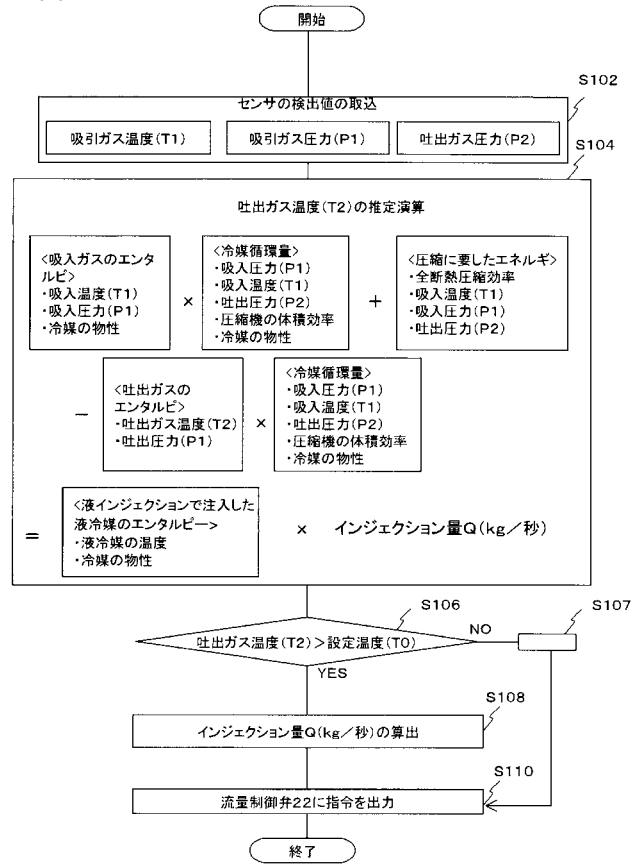 開始
S102
センサの検出値の取込
吸引ガス温度(T1)
吸引ガス圧力(P1)
吐出ガス圧力(P2)
S104
吐出ガス温度(T2)の推定演算
<吸入ガスのエンタ
ルピ>
・吸入温度(T1)
・吸入圧力(P1)
・冷媒の物性
×
<冷媒循環量>
・吸入圧力(P1)
・吸入温度(T1)
・吐出圧力(P2)
・圧縮機の体積効率
・冷媒の物性
+
<圧縮に要したエネルギ>
・全断熱圧縮効率
・吸入温度(T1)
・吸入圧力(P1)
・吐出圧力(P2)
−
<吐出ガスの
エンタルピ>
・吐出ガス温度(T2)
・吐出圧力(P1)
×
<冷媒循環量>
・吸入圧力(P1)
・吸入温度(T1)
・吐出圧力(P2)
・圧縮機の体積効率
・冷媒の物性
=
<液インジェクションで注入した
液冷媒のエンタルピー>
・液冷媒の温度
・冷媒の物性
×
インジェクション量Q(kg/秒)
S106
吐出ガス温度(T2)>設定温度(T0)
NO
S107
YES
S108
インジェクション量Q(kg/秒)の算出
S110
流量制御弁22に指令を出力
終了